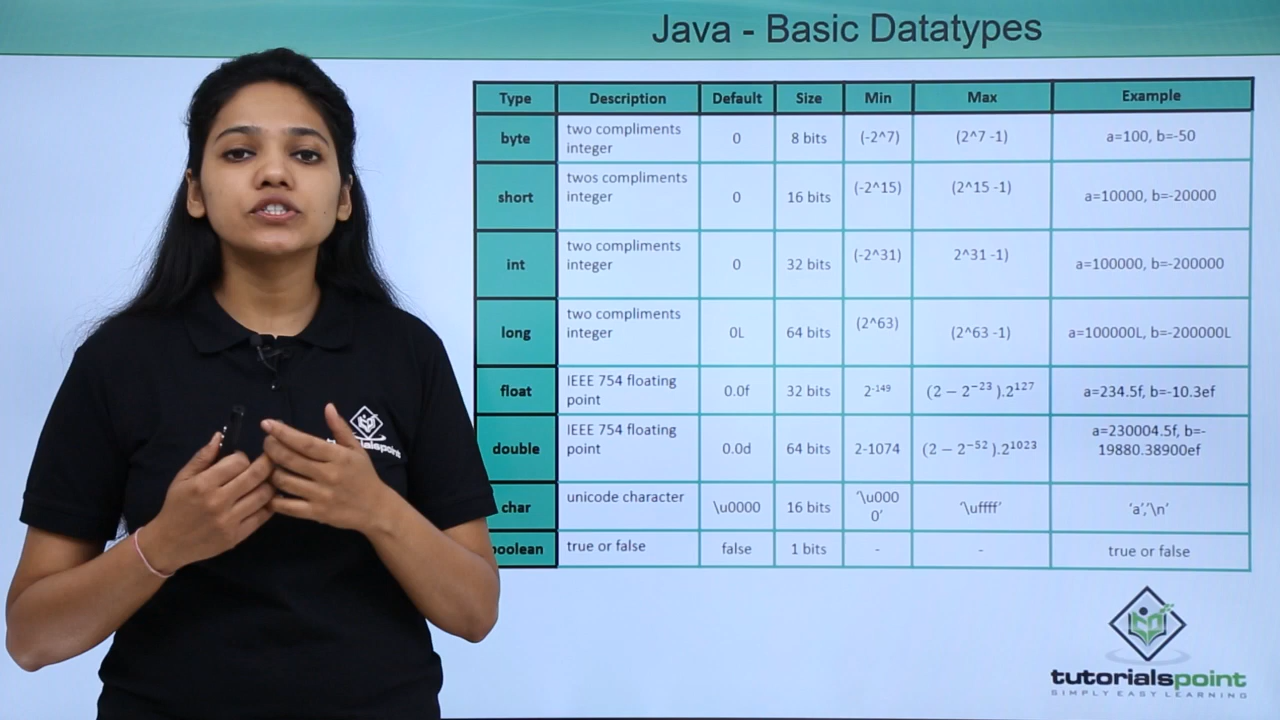 Java - Basic Datatypes
Type Description Default Size Min Max Example
byte two compliments integer 0 8 bits (-2^7) (2^7 -1) a=100, b=-50
short twos compliments integer 0 16 bits (-2^15) (2^15 -1) a=10000, b=-20000
int two compliments integer 0 32 bits (-2^31) 2^31 -1) a=100000, b=-200000
long two compliments integer 0L 64 bits (2^63) (2^63 -1) a=100000L, b=-200000L
float IEEE 754 floating point 0.0f 32 bits 2⁻¹⁴⁹ (2 − 2⁻²³ ).2¹²⁷ a=234.5f, b=-10.3ef
double IEEE 754 floating point 0.0d 64 bits 2-1074 (2 − 2⁻⁵² ).2¹⁰²³ a=230004.5f, b=-19880.38900ef
char unicode character \u0000 16 bits '\u0000' '\uffff' 'a','\n'
boolean true or false false 1 bits - - true or false
tutorialspoint
SIMPLY EASY LEARNING